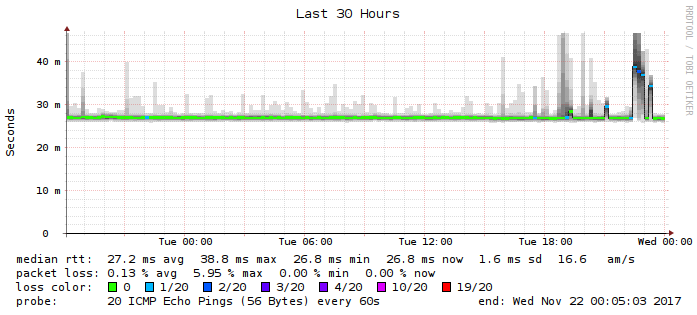 Last 30 Hours
RRDTOOL / TOBI OETIKER
Seconds
40 m
30 m
20 m
10 m
0
Tue 00:00 Tue 06:00 Tue 12:00 Tue 18:00 Wed 00:00
median rtt: 27.2 ms avg 38.8 ms max 26.8 ms min 26.8 ms now 1.6 ms sd 16.6 am/s
packet loss: 0.13 % avg 5.95 % max 0.00 % min 0.00 % now
loss color: 0 1/20 2/20 3/20 4/20 10/20 19/20
probe: 20 ICMP Echo Pings (56 Bytes) every 60s end: Wed Nov 22 00:05:03 2017